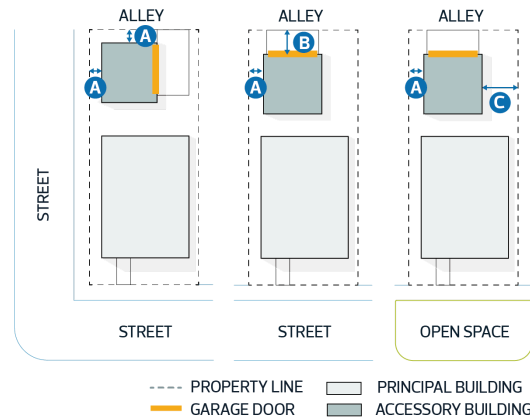 ALLEY ALLEY ALLEY
A B
A A A C
STREET
STREET STREET OPEN SPACE
PROPERTY LINE PRINCIPAL BUILDING
GARAGE DOOR ACCESSORY BUILDING